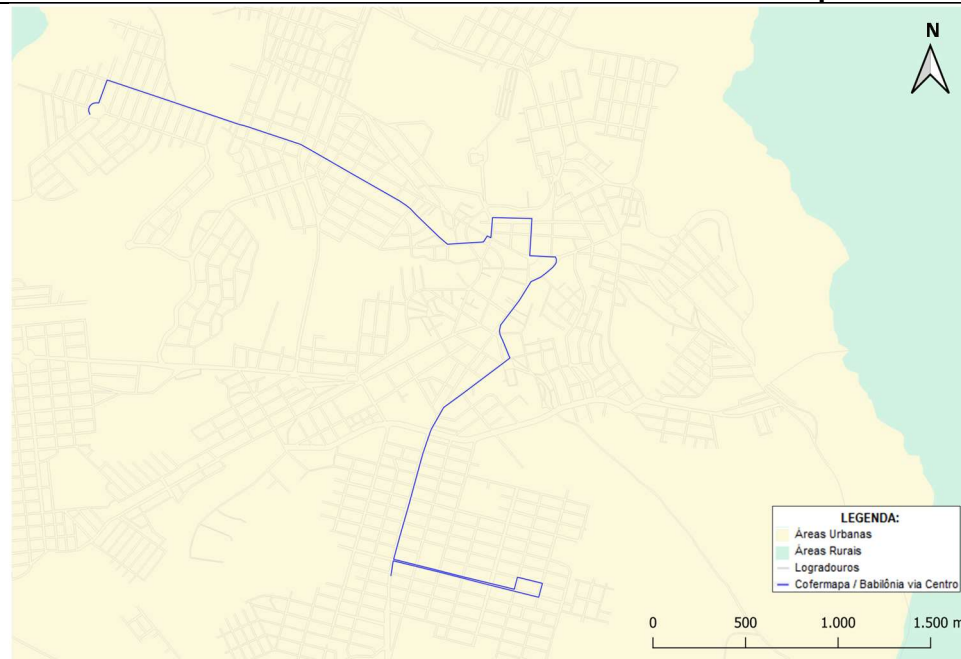 N
LEGENDA:
Áreas Urbanas
Áreas Rurais
Logradouros
Cofermapa / Babilônia via Centro
0 500 1.000 1.500 m